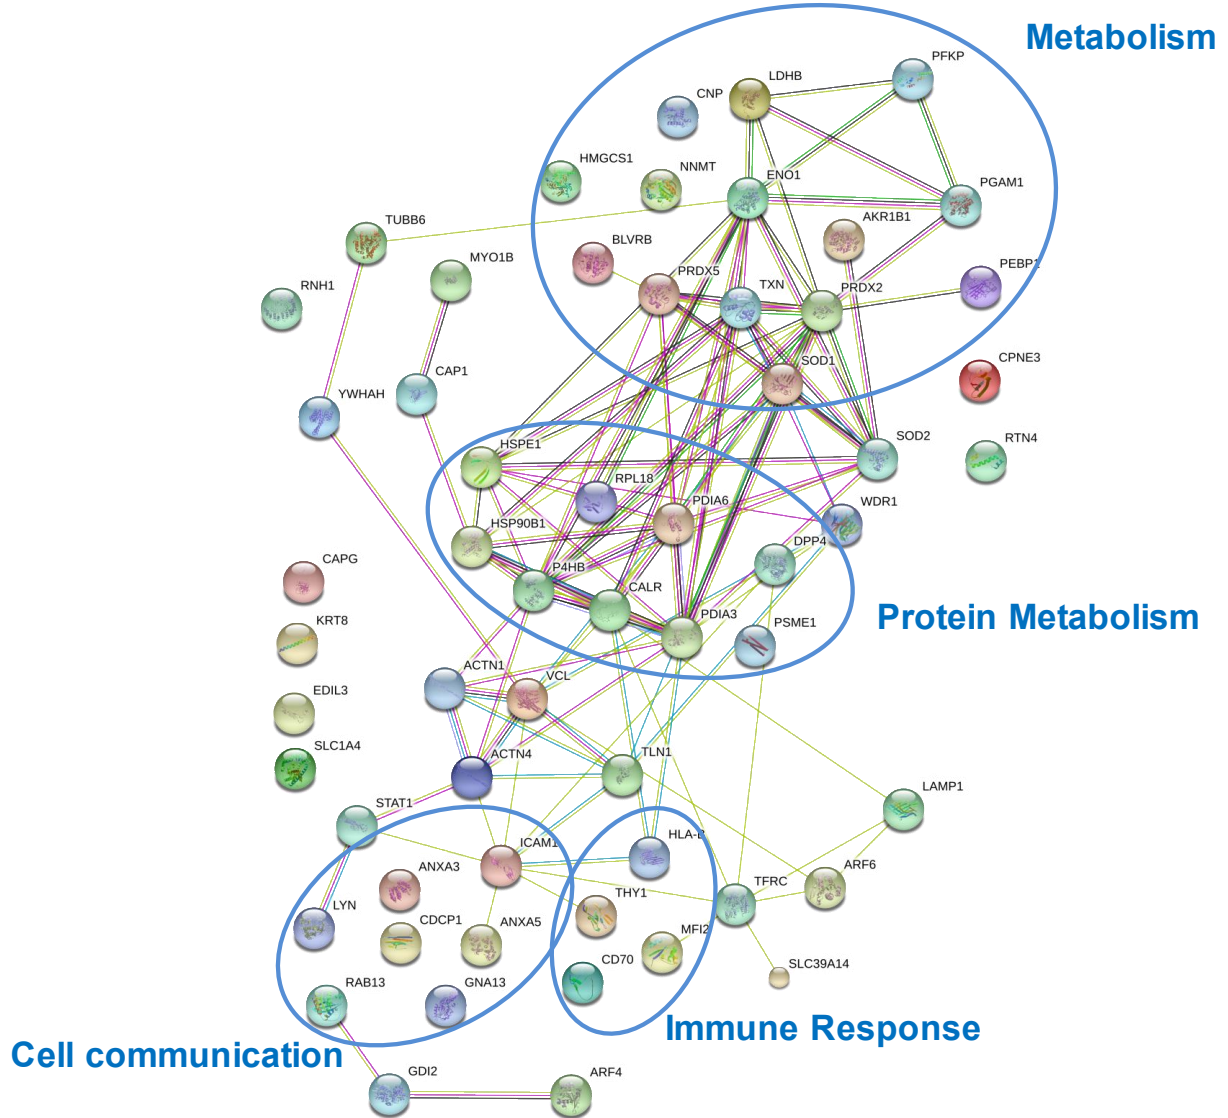 Metabolism
PFKP
LDHB
CNP
HMGCS1
NNMT
ENO1
PGAM1
AKR1B1
TUBB6
BLVRB
MYO1B
PRDX5
TXN
PRDX2
PEBP1
RNH1
SOD1
CPNE3
CAP1
YWHAH
HSPE1
SOD2
RTN4
RPL18
PDIA6
WDR1
HSP90B1
DPP4
CAPG
P4HB
CALR
PDIA3
PSME1
Protein Metabolism
KRT8
ACTN1
VCL
EDIL3
SLC1A4
ACTN4
TLN1
LAMP1
STAT1
ICAM1
HLA-B
ANXA3
TFRC
ARF6
LYN
THY1
CDCP1
ANXA5
MFI2
CD70
SLC39A14
RAB13
GNA13
Immune Response
Cell communication
GDI2
ARF4